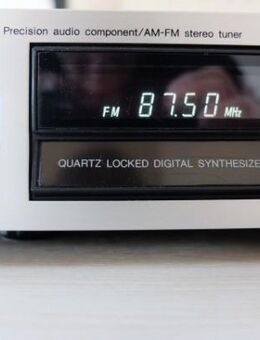 Precision audio component/AM-FM stereo tuner
FM 87.50 MHz
QUARTZ LOCKED DIGITAL SYNTHESIZE